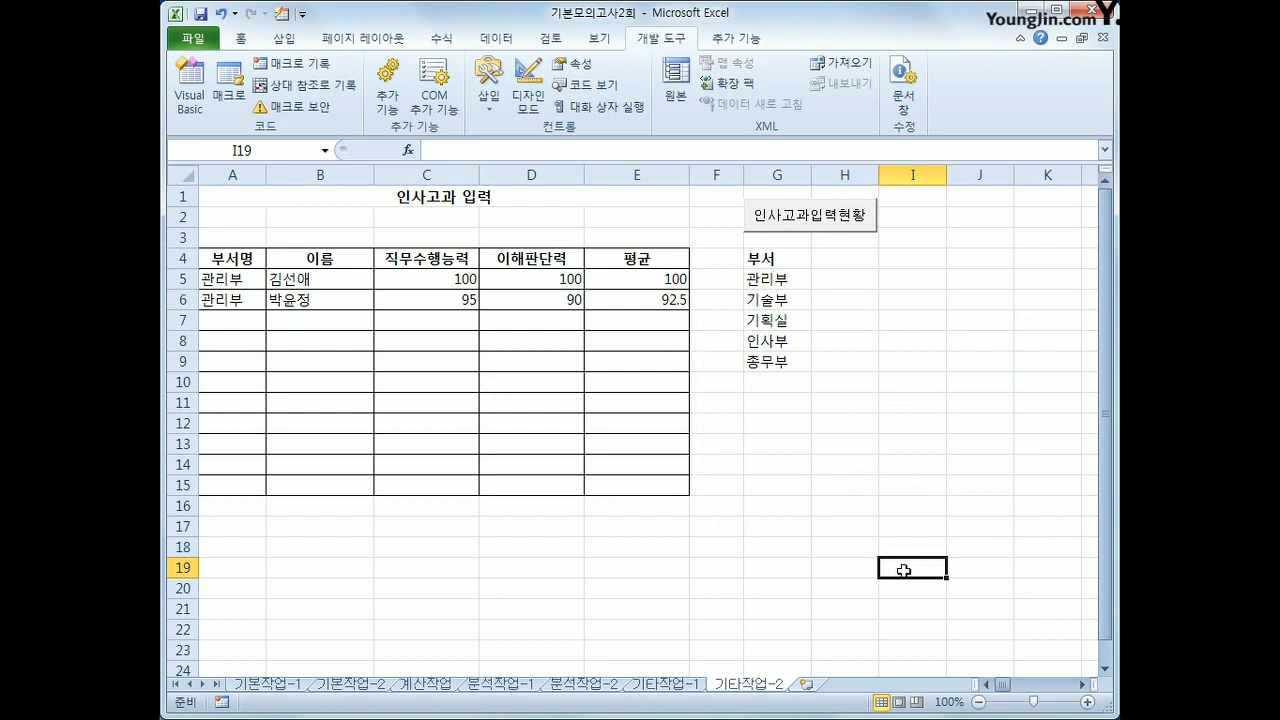 기본모의고사2회 - Microsoft Excel
YoungJin.com Y.
파일 홈 삽입 페이지 레이아웃 수식 데이터 검토 보기 개발 도구 추가 기능
Visual Basic
매크로
매크로 기록
상대 참조로 기록
매크로 보안
코드
추가 기능
COM 추가 기능
추가 기능
삽입
디자인 모드
속성
코드 보기
대화 상자 실행
컨트롤
원본
맵 속성
확장 팩
데이터 새로 고침
가져오기
내보내기
XML
문서 창
수정
I19 fx
A B C D E F G H I J K
1 인사고과 입력
2 인사고과입력현황
3
4 부서명 이름 직무수행능력 이해판단력 평균 부서
5 관리부 김선애 100 100 100 관리부
6 관리부 박윤정 95 90 92.5 기술부
7 기획실
8 인사부
9 총무부
10
11
12
13
14
15
16
17
18
19
20
21
22
23
24
기본작업-1 기본작업-2 계산작업 분석작업-1 분석작업-2 기타작업-1 기타작업-2
준비 100%